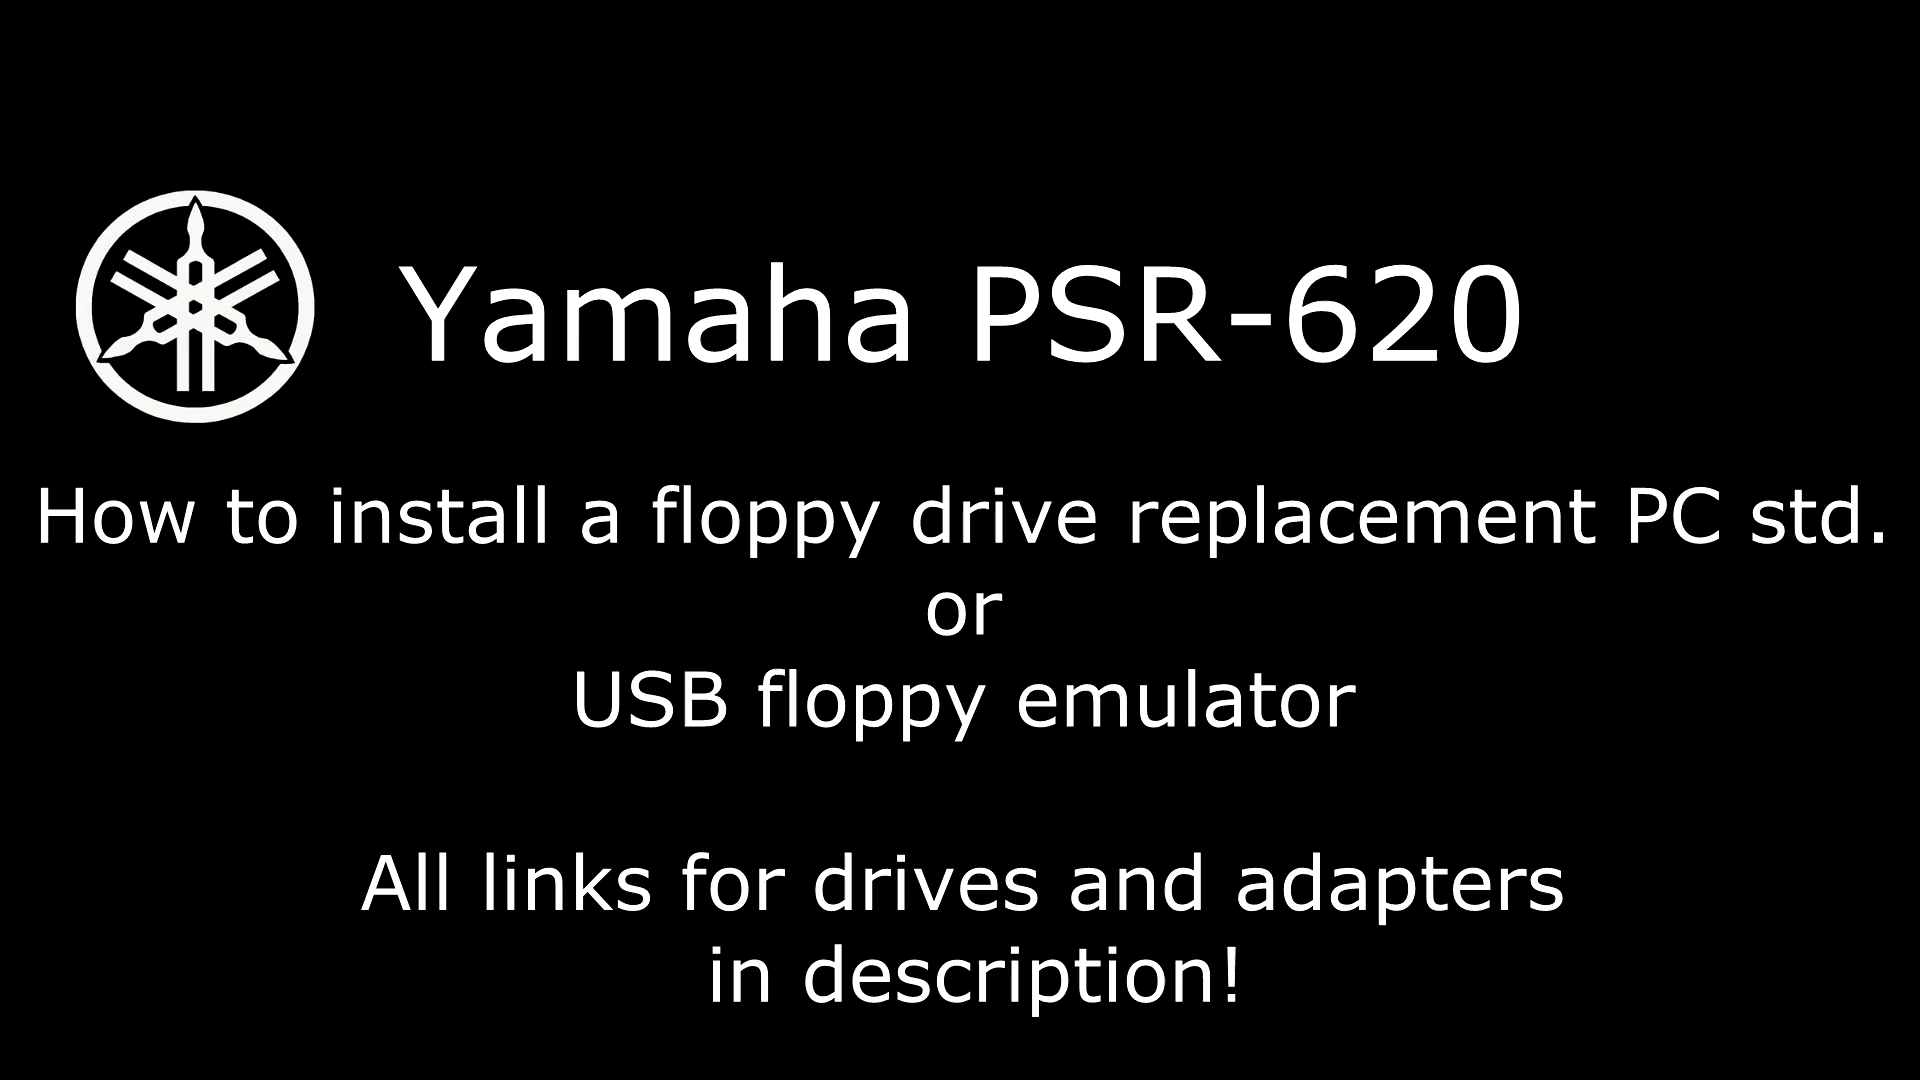 Yamaha PSR-620
How to install a floppy drive replacement PC std.
or
USB floppy emulator
All links for drives and adapters
in description!